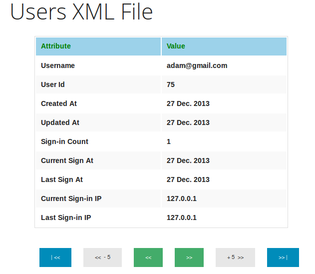 Users XML File
Attribute Value
Username adam@gmail.com
User Id 75
Created At 27 Dec. 2013
Updated At 27 Dec. 2013
Sign-in Count 1
Current Sign At 27 Dec. 2013
Last Sign At 27 Dec. 2013
Current Sign-in IP 127.0.0.1
Last Sign-in IP 127.0.0.1
|<< << - 5 << >> + 5 >> >>|